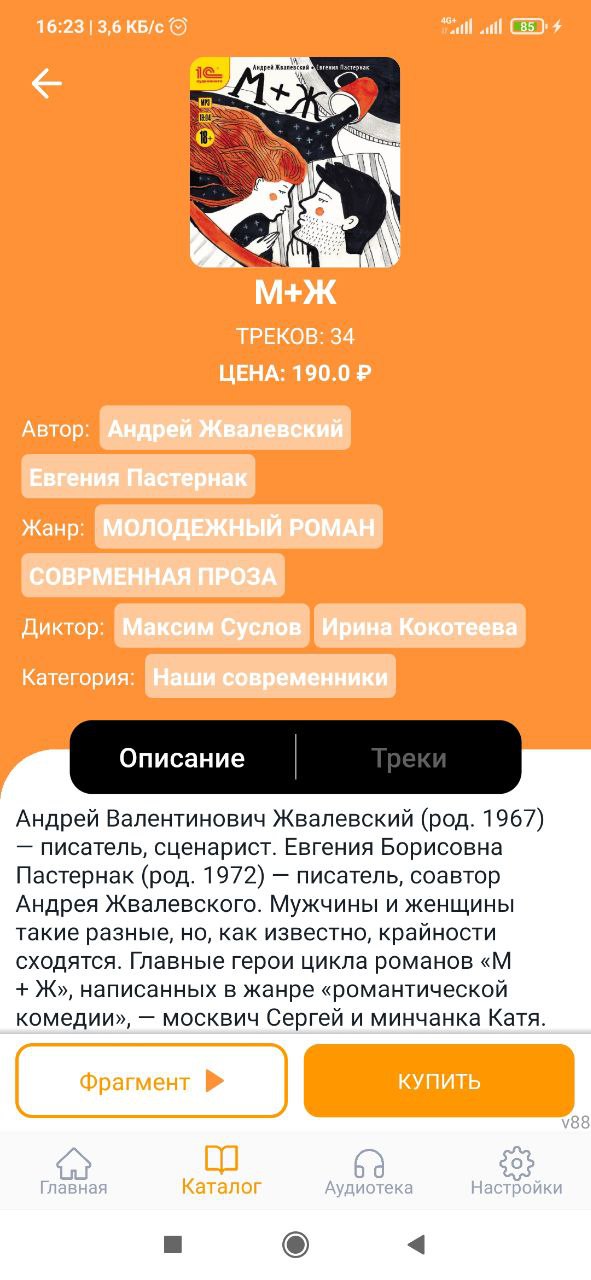 16:23 | 3,6 КБ/с
4G+
85
Андрей Жвалевский • Евгения Пастернак
1С
М+Ж
MP3
18+
М+Ж
ТРЕКОВ: 34
ЦЕНА: 190.0 ₽
Автор: Андрей Жвалевский
Евгения Пастернак
Жанр: МОЛОДЕЖНЫЙ РОМАН
СОВРМЕННАЯ ПРОЗА
Диктор: Максим Суслов Ирина Кокотеева
Категория: Наши современники
Описание Треки
Андрей Валентинович Жвалевский (род. 1967)
— писатель, сценарист. Евгения Борисовна
Пастернак (род. 1972) — писатель, соавтор
Андрея Жвалевского. Мужчины и женщины
такие разные, но, как известно, крайности
сходятся. Главные герои цикла романов «М
+ Ж», написанных в жанре «романтической
комедии», — москвич Сергей и минчанка Катя.
Фрагмент КУПИТЬ
v88
Главная Каталог Аудиотека Настройки